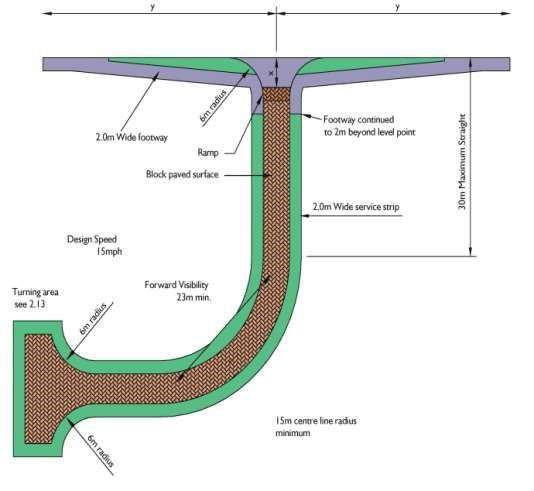 y
y
x
6m radius
2.0m Wide footway
Footway continued
to 2m beyond level point
30m Maximum Straight
Ramp
Block paved surface
2.0m Wide service strip
Design Speed
15mph
Forward Visibility
23m min.
Turning area
see 2.13
6m radius
15m centre line radius
minimum
6m radius